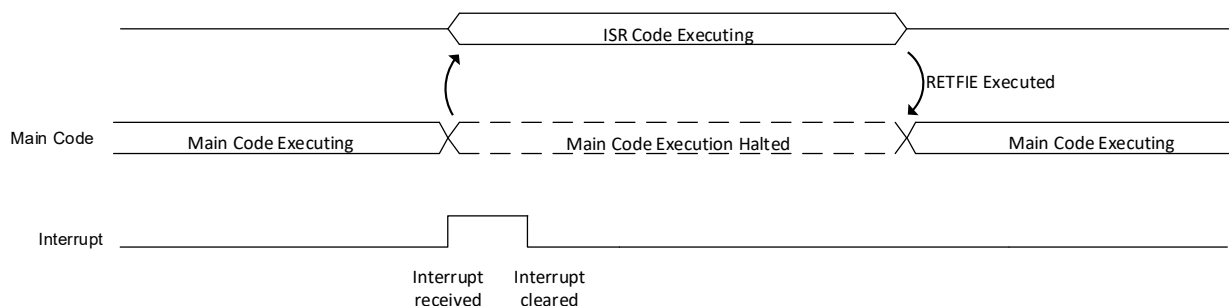 ISR Code Executing
RETFIE Executed
Main Code
Main Code Executing
Main Code Execution Halted
Main Code Executing
Interrupt
Interrupt
received
Interrupt
cleared